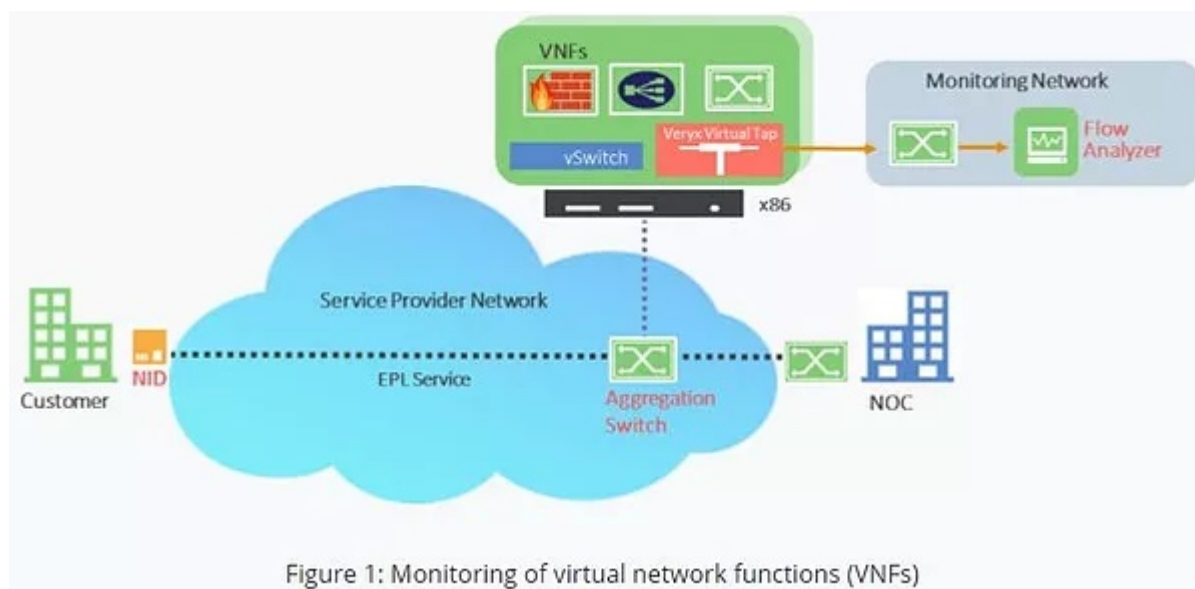 VNFs
Veryx Virtual Tap
vSwitch
x86
Monitoring Network
Flow
Analyzer
Service Provider Network
EPL Service
NID
Customer
Aggregation
Switch
NOC
Figure 1: Monitoring of virtual network functions (VNFs)